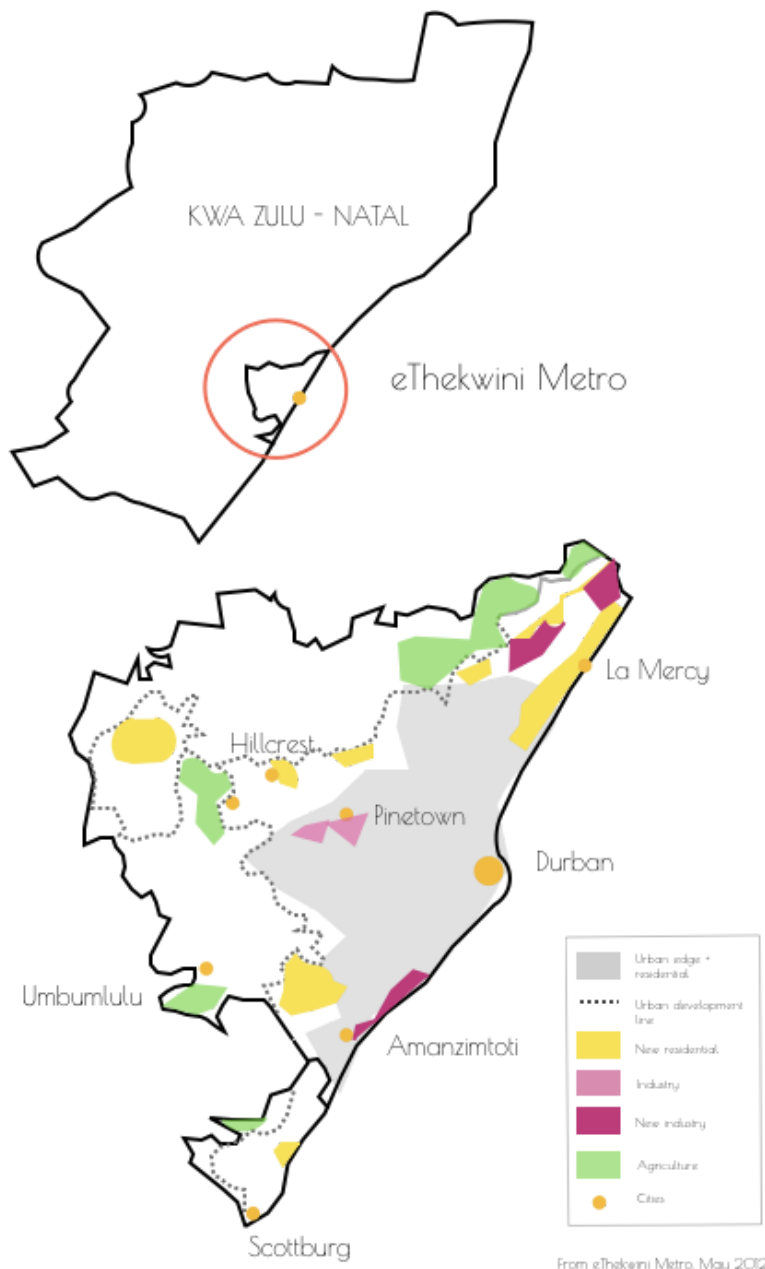 KWA ZULU - NATAL
eThekwini Metro
La Mercy
Hillcrest
Pinetown
Durban
Umbumlulu
Amanzimtoti
Scottburg
Urban edge +
residential
Urban development
line
New residential
Industry
New industry
Agriculture
Cities
From eThekwini Metro, May 2012